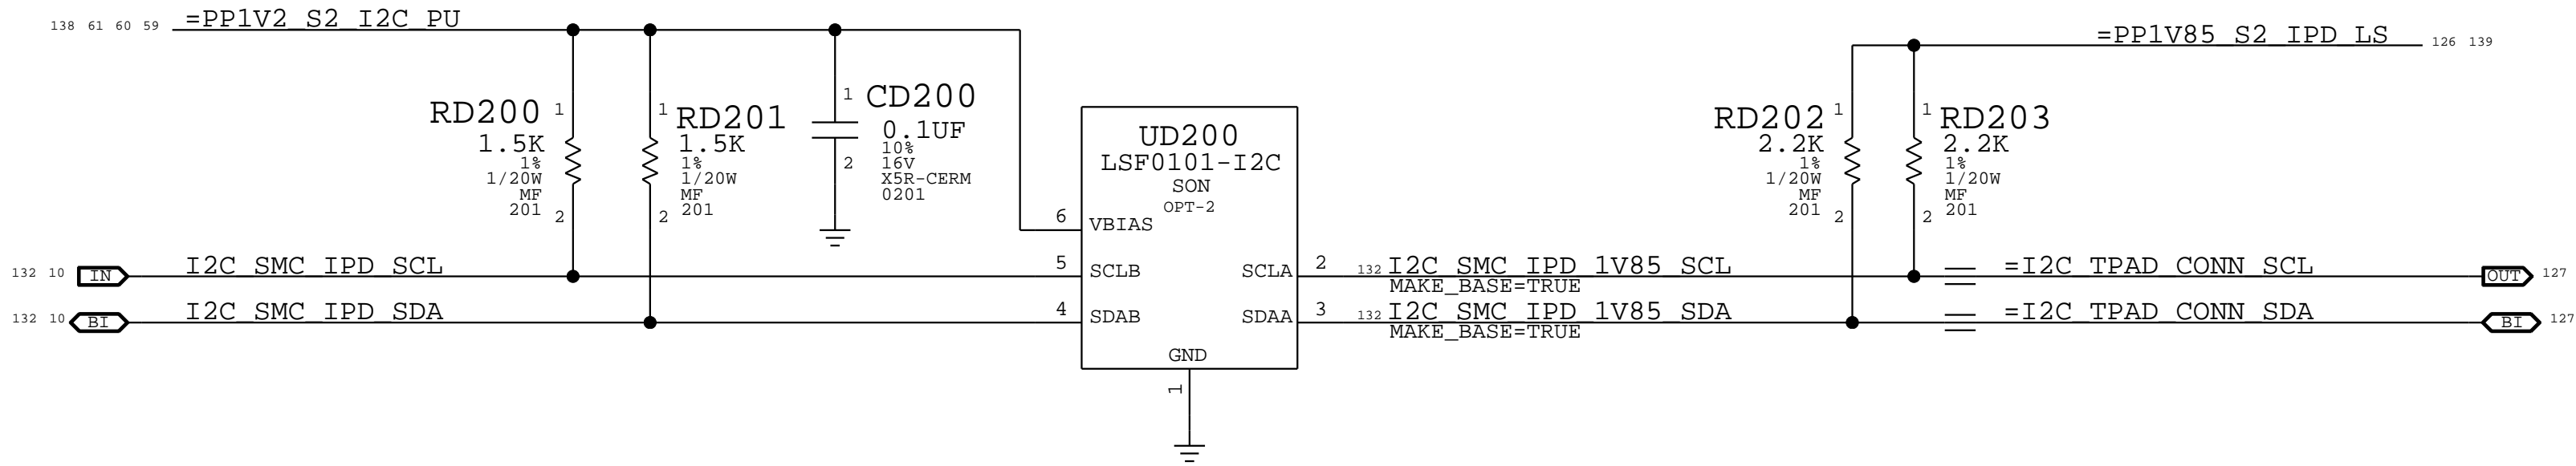 138 61 60 59 =PP1V2_S2_I2C_PU
=PP1V85_S2_IPD_LS 126 139
RD200 1
1.5K
1%
1/20W
MF
201 2
1 RD201
1.5K
1%
1/20W
MF
2 201
1 CD200
0.1UF
10%
2 16V
X5R-CERM
0201
UD200
LSF0101-I2C
SON
OPT-2
6 VBIAS
5 SCLB
4 SDAB
SCLA 2
SDAA 3
GND
1
RD202 1
2.2K
1%
1/20W
MF
201 2
1 RD203
2.2K
1%
1/20W
MF
2 201
132 10 IN I2C_SMC_IPD_SCL
132 10 BI I2C_SMC_IPD_SDA
132 I2C_SMC_IPD_1V85_SCL
MAKE_BASE=TRUE
132 I2C_SMC_IPD_1V85_SDA
MAKE_BASE=TRUE
=I2C_TPAD_CONN_SCL OUT 127
=I2C_TPAD_CONN_SDA BI 127